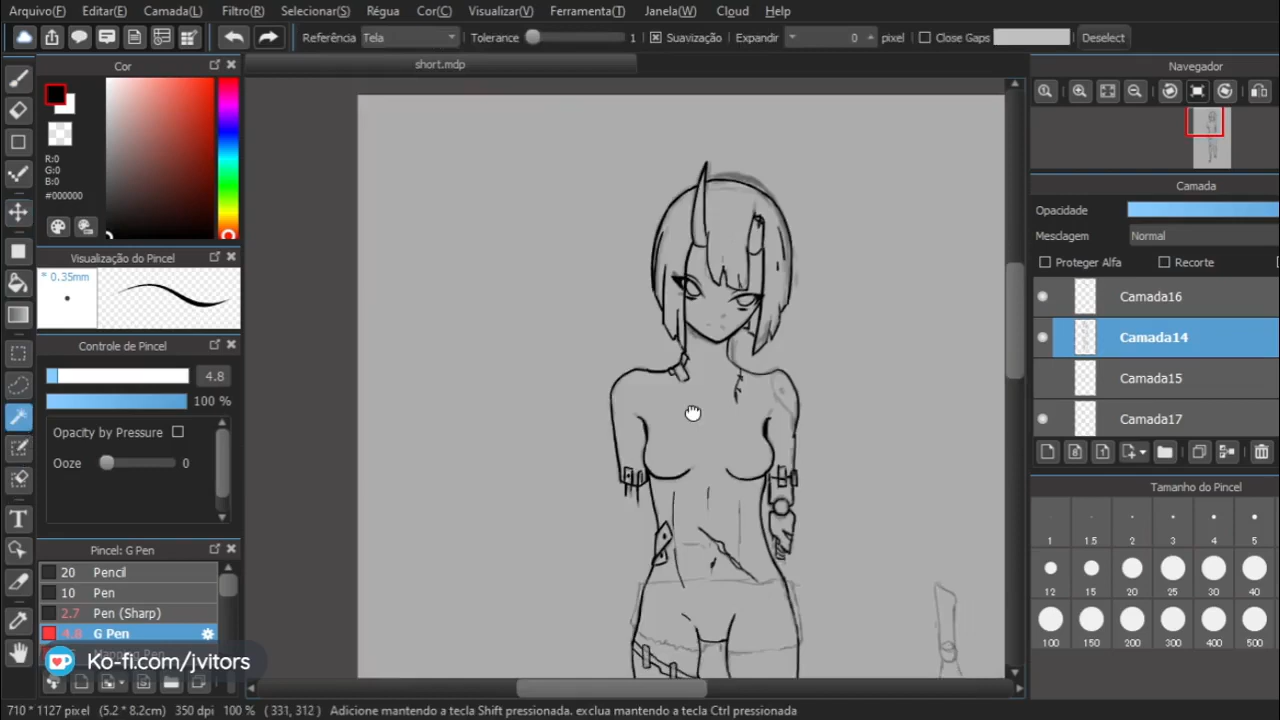 Arquivo(F) Editar(E) Camada(L) Filtro(R) Selecionar(S) Régua Cor(C) Visualizar(V) Ferramenta(T) Janela(W) Cloud Help
Referência Tela Tolerance 1 Suavização Expandir 0 pixel Close Gaps Deselect
Cor
short.mdp
Navegador
R:0
G:0
B:0
#000000
Camada
Opacidade
Mesclagem Normal
Proteger Alfa Recorte
Visualização do Pincel
* 0.35mm
Camada16
Camada14
Camada15
Camada17
Controle de Pincel
4.8
100 %
Opacity by Pressure
Ooze 0
Tamanho do Pincel
1 1.5 2 3 4 5
12 15 20 25 30 40
100 150 200 300 400 500
Pincel: G Pen
20 Pencil
10 Pen
2.7 Pen (Sharp)
4.8 G Pen
Ko-fi.com/jvitors
710 * 1127 pixel (5.2 * 8.2cm) 350 dpi 100 % ( 331, 312 ) Adicione mantendo a tecla Shift pressionada. exclua mantendo a tecla Ctrl pressionada